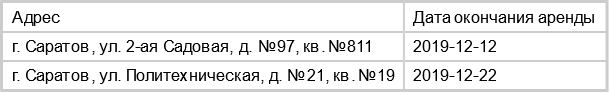 Адрес Дата окончания аренды
г. Саратов, ул. 2-ая Садовая, д. №97, кв. №811 2019-12-12
г. Саратов, ул. Политехническая, д. №21, кв. №19 2019-12-22